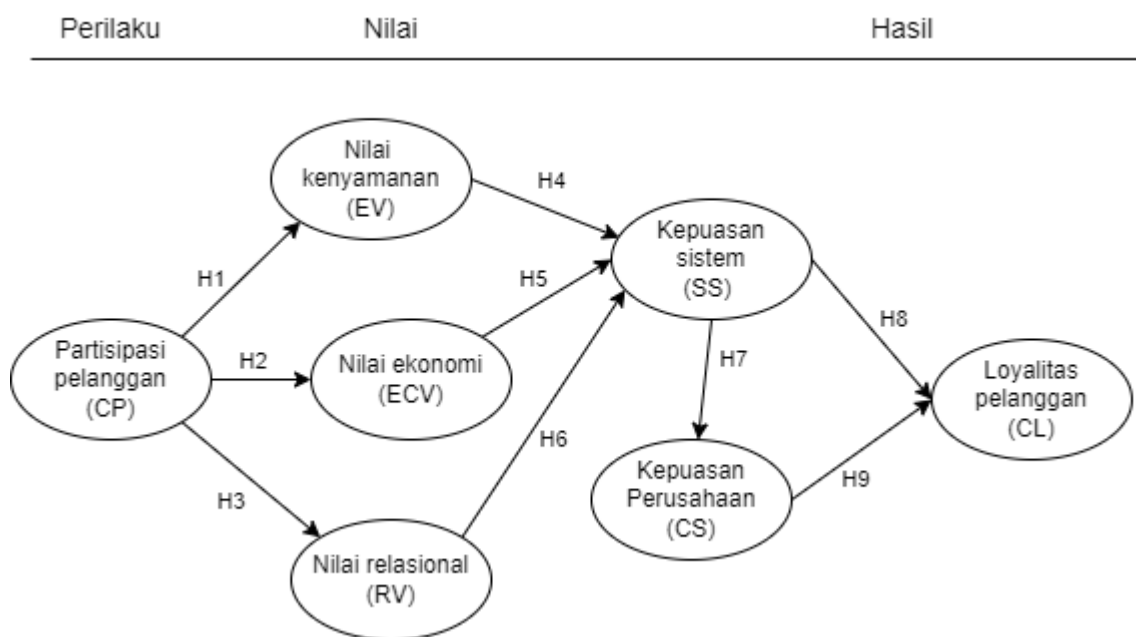 Perilaku
Nilai
Hasil
Nilai
kenyamanan
(EV)
H4
Kepuasan
sistem
(SS)
H1
H5
H8
Partisipasi
pelanggan
(CP)
H2
Nilai ekonomi
(ECV)
H7
Loyalitas
pelanggan
(CL)
H6
H3
Kepuasan
Perusahaan
(CS)
H9
Nilai relasional
(RV)